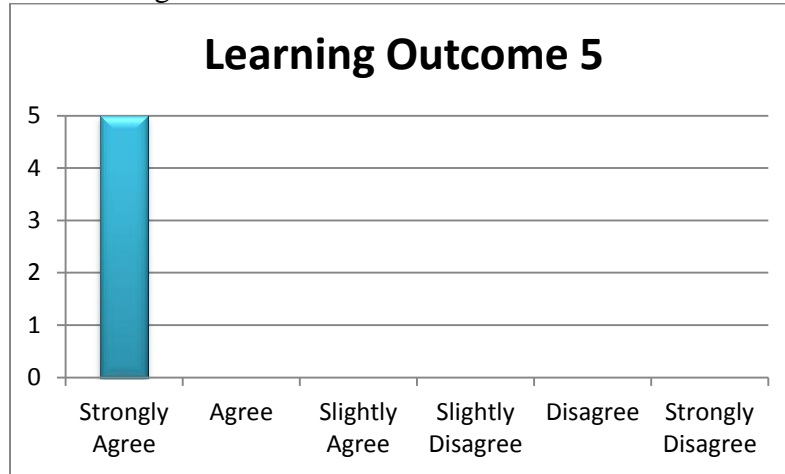 Learning Outcome 5
5
4
3
2
1
0
Strongly Agree
Agree
Slightly Agree
Slightly Disagree
Disagree
Strongly Disagree